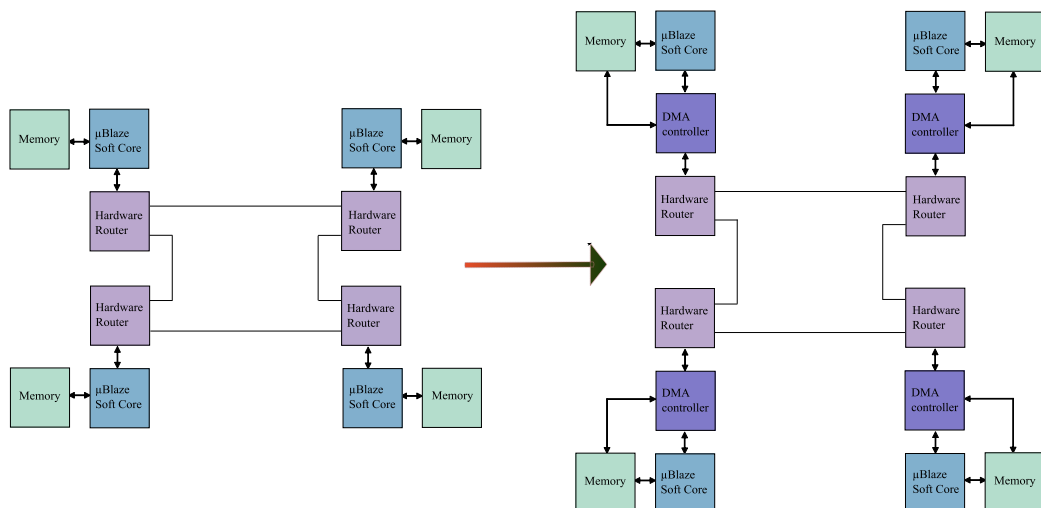 Memory
µBlaze
Soft Core
µBlaze
Soft Core
Memory
Hardware
Router
Hardware
Router
Hardware
Router
Hardware
Router
Memory
µBlaze
Soft Core
µBlaze
Soft Core
Memory
Memory
µBlaze
Soft Core
µBlaze
Soft Core
Memory
DMA
controller
DMA
controller
Hardware
Router
Hardware
Router
Hardware
Router
Hardware
Router
DMA
controller
DMA
controller
Memory
µBlaze
Soft Core
µBlaze
Soft Core
Memory